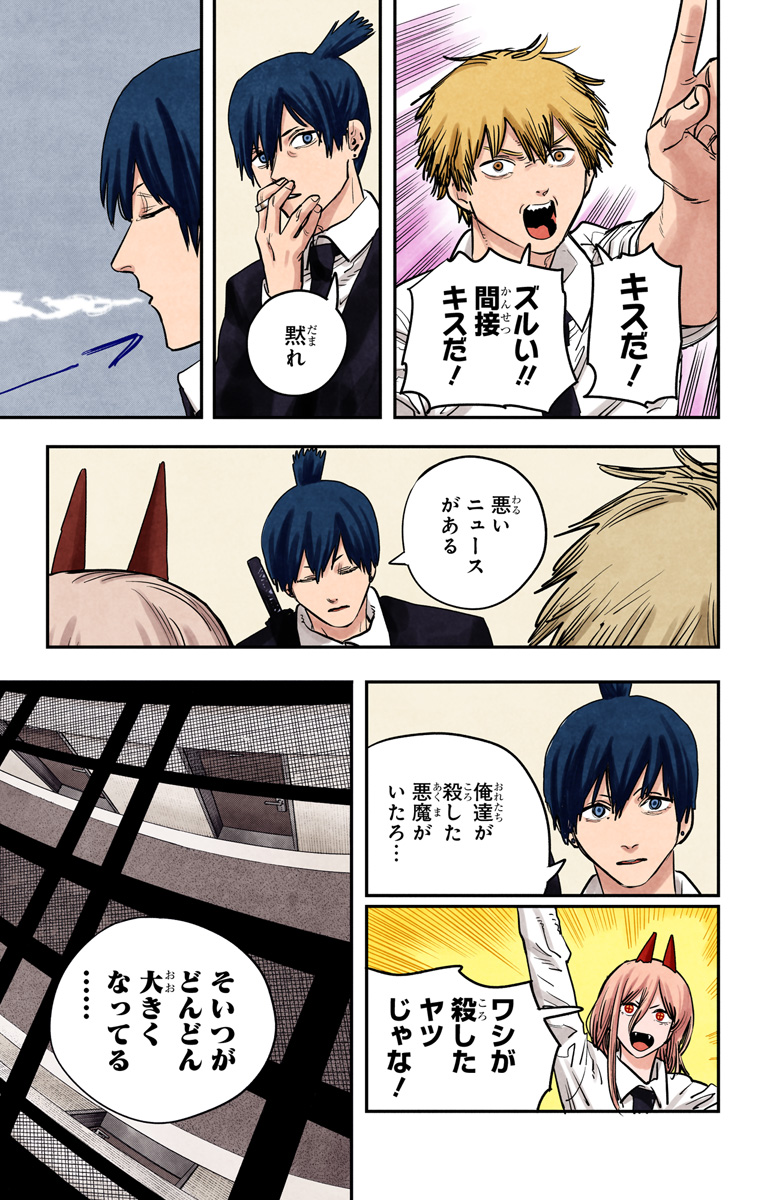 キスだ！
ズルい!!
間接
キスだ！
黙れ
悪い
ニュース
がある
俺達が
殺した
悪魔が
いたろ…
ワシが
殺した
ヤツ
じゃな！
そいつが
どんどん
大きく
なってる
……